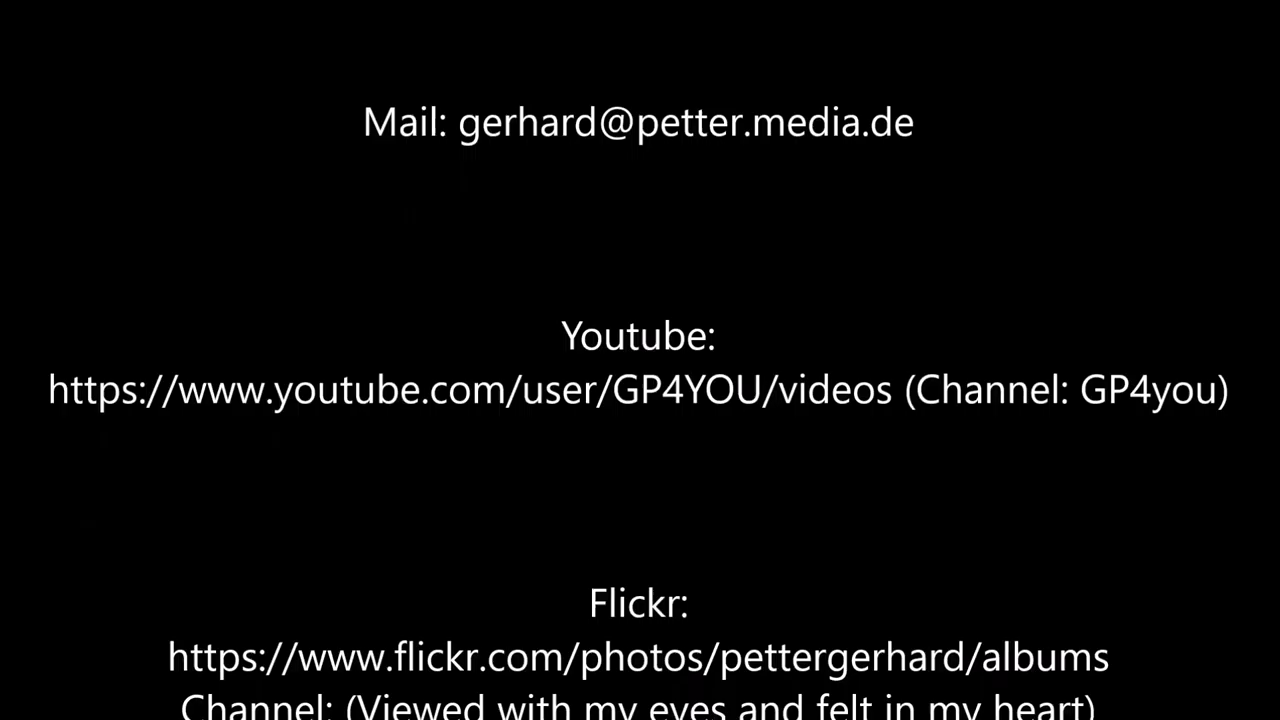 Mail: gerhard@petter.media.de
Youtube:
https://www.youtube.com/user/GP4YOU/videos (Channel: GP4you)
Flickr:
https://www.flickr.com/photos/pettergerhard/albums
Channel: (Viewed with my eyes and felt in my heart)